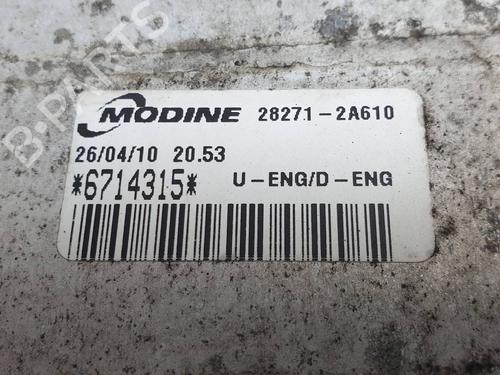 MODINE 28271-2A610
26/04/10 20.53
*6714315* U-ENG/D-ENG
B-PARTS